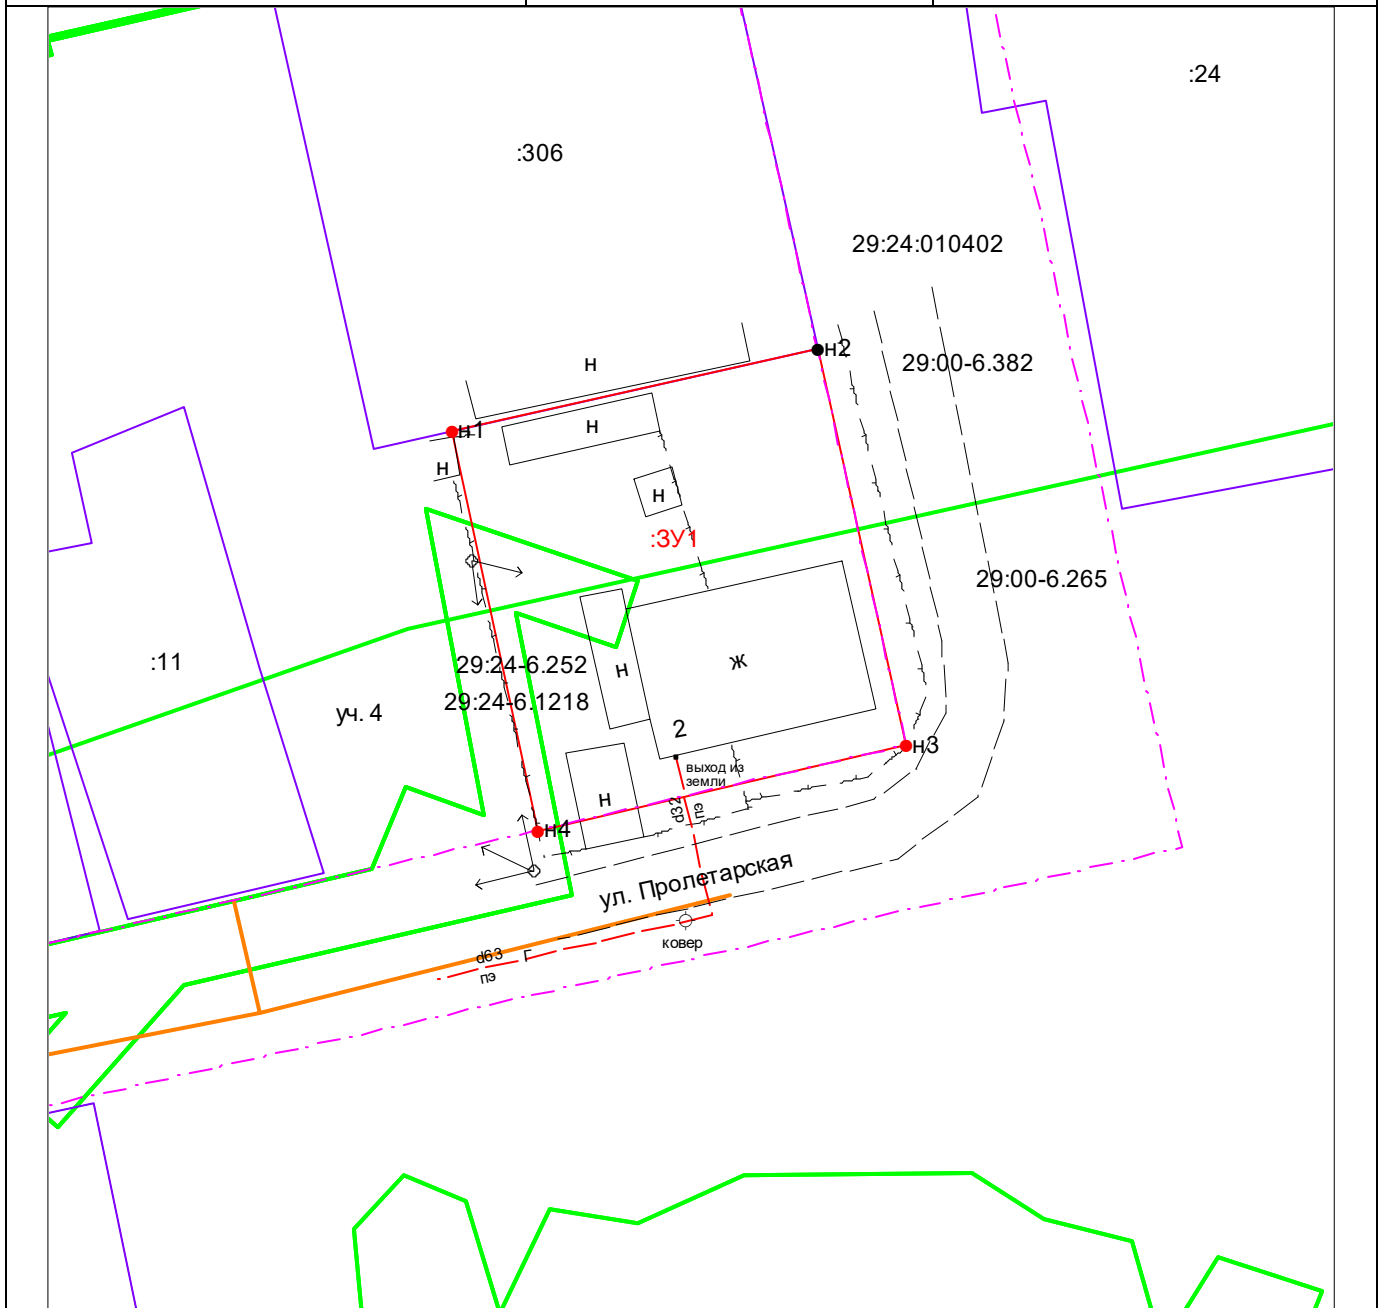 :24
:306
29:24:010402
н2
29:00-6.382
н
н
н1
н
н
:ЗУ1
29:00-6.265
:11
29:24-6.252
н
ж
29:24-6.1218
уч. 4
2
н3
выход из
земли
н
d32
пэ
н4
ул. Пролетарская
ковер
d63
Г
пэ